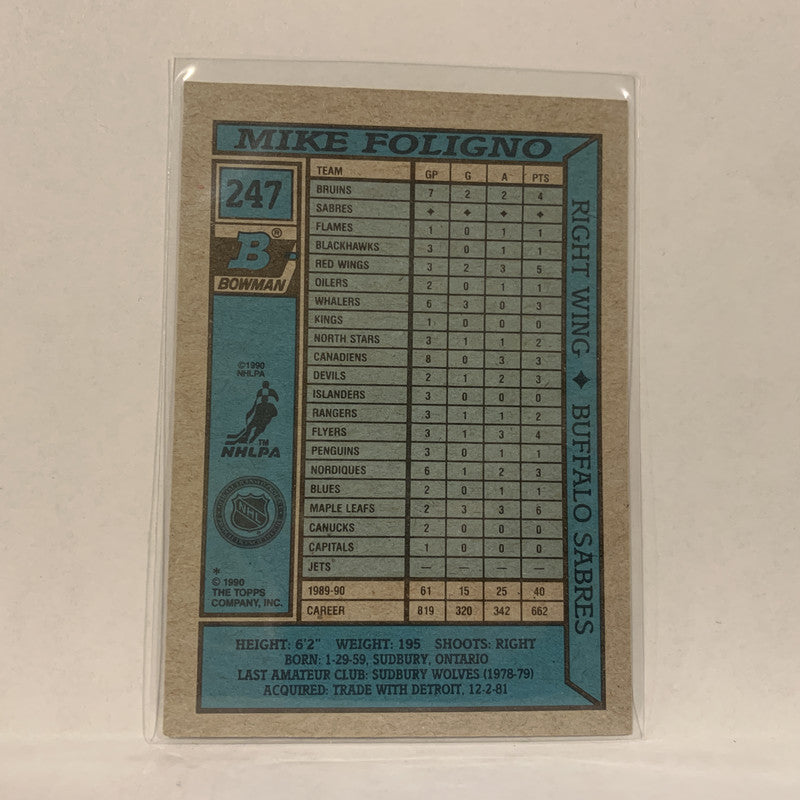 MIKE FOLIGNO
247
B®
BOWMAN
©1990
NHLPA
TM
NHLPA
NHL
*
© 1990
THE TOPPS
COMPANY, INC.
TEAM GP G A PTS
BRUINS 7 2 2 4
SABRES ✦ ✦ ✦ ✦
FLAMES 1 0 1 1
BLACKHAWKS 3 0 1 1
RED WINGS 3 2 3 5
OILERS 2 0 1 1
WHALERS 6 3 0 3
KINGS 1 0 0 0
NORTH STARS 3 1 1 2
CANADIENS 8 0 3 3
DEVILS 2 1 2 3
ISLANDERS 3 0 0 0
RANGERS 3 1 1 2
FLYERS 3 1 3 4
PENGUINS 3 0 1 1
NORDIQUES 6 1 2 3
BLUES 2 0 1 1
MAPLE LEAFS 2 3 3 6
CANUCKS 2 0 0 0
CAPITALS 1 0 0 0
JETS — — — —
1989-90 61 15 25 40
CAREER 819 320 342 662
RIGHT WING ✦ BUFFALO SABRES
HEIGHT: 6'2" WEIGHT: 195 SHOOTS: RIGHT
BORN: 1-29-59, SUDBURY, ONTARIO
LAST AMATEUR CLUB: SUDBURY WOLVES (1978-79)
ACQUIRED: TRADE WITH DETROIT, 12-2-81